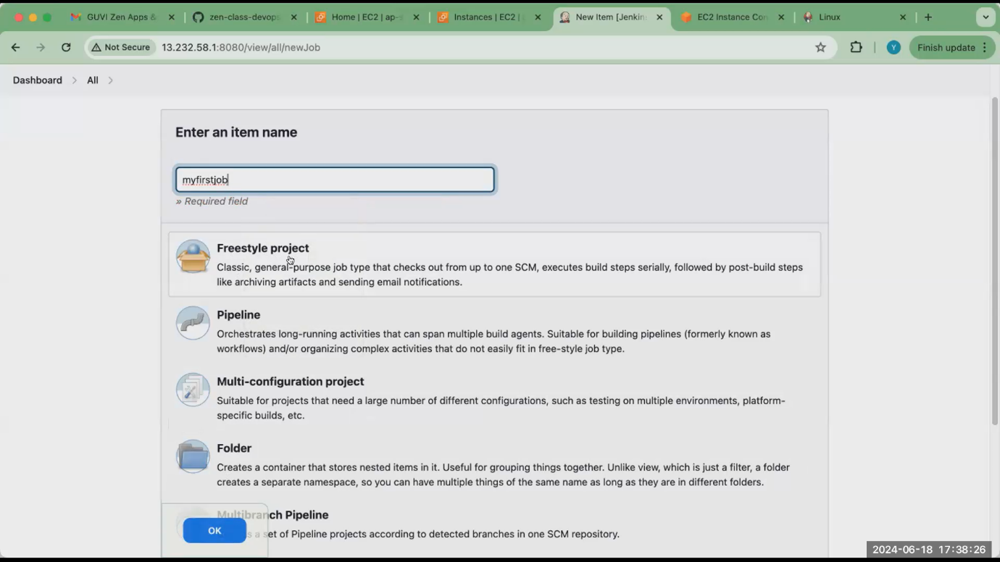 GUVI Zen Apps &
zen-class-devops
Home | EC2 | ap-s
Instances | EC2 |
New Item [Jenkin
EC2 Instance Con
Linux
Not Secure
13.232.58.1:8080/view/all/newJob
Y
Finish update
Dashboard
All
Enter an item name
myfirstjob
» Required field
Freestyle project
Classic, general-purpose job type that checks out from up to one SCM, executes build steps serially, followed by post-build steps
like archiving artifacts and sending email notifications.
Pipeline
Orchestrates long-running activities that can span multiple build agents. Suitable for building pipelines (formerly known as
workflows) and/or organizing complex activities that do not easily fit in free-style job type.
Multi-configuration project
Suitable for projects that need a large number of different configurations, such as testing on multiple environments, platform-
specific builds, etc.
Folder
Creates a container that stores nested items in it. Useful for grouping things together. Unlike view, which is just a filter, a folder
creates a separate namespace, so you can have multiple things of the same name as long as they are in different folders.
Multibranch Pipeline
OK
a set of Pipeline projects according to detected branches in one SCM repository.
2024-06-18 17:38:26